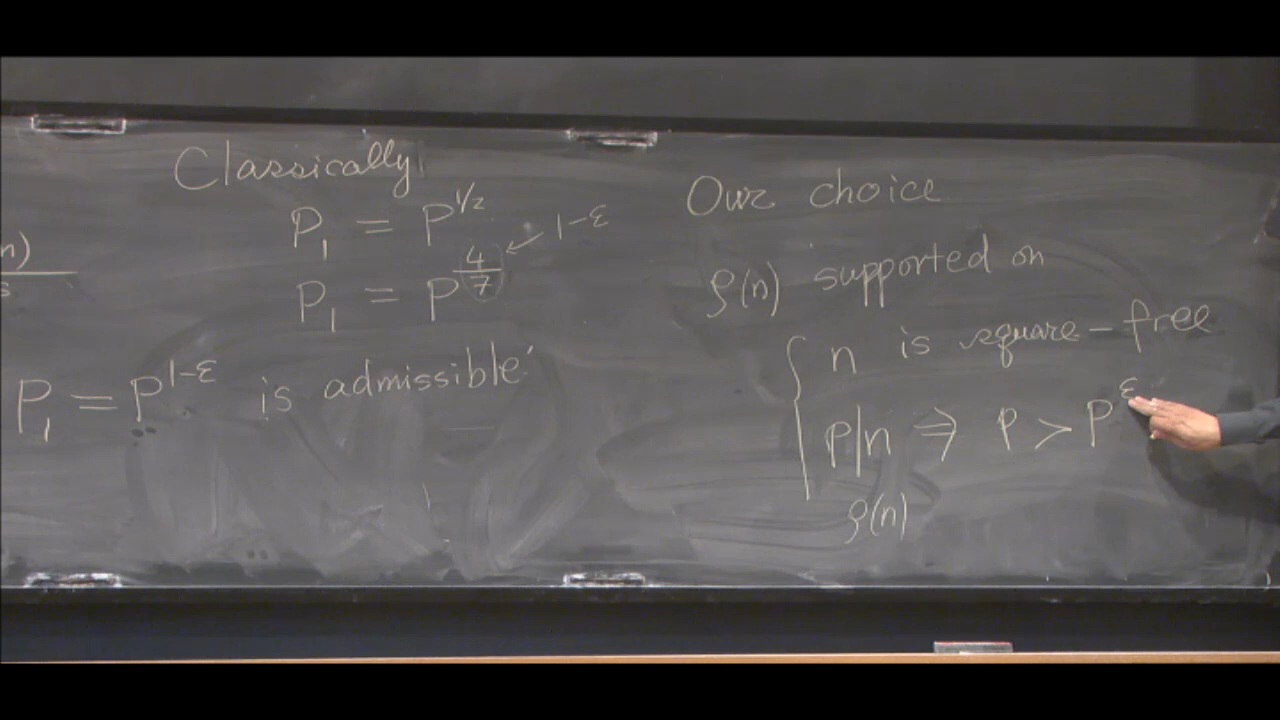 n)
s
Classically
P₁ = P^{1/2}
P₁ = P^{4/7} ← 1-ε
P₁ = P^{1-ε} is admissible
Our choice
ρ(n) supported on
{ n is square-free
p|n ⇒ p > P^ε
ρ(n)